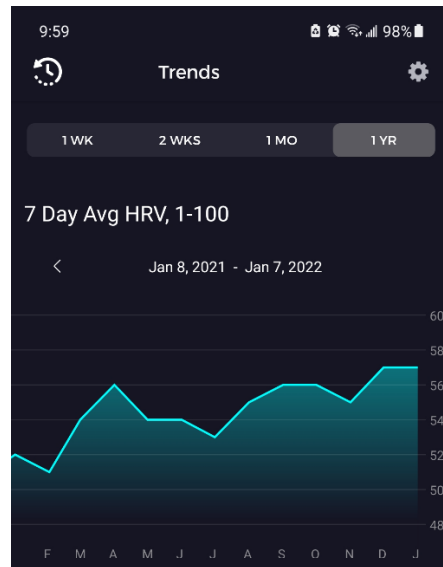 9:59 98%
Trends
1 WK 2 WKS 1 MO 1 YR
7 Day Avg HRV, 1-100
Jan 8, 2021 - Jan 7, 2022
60
58
56
54
52
50
48
F M A M J J A S O N D J